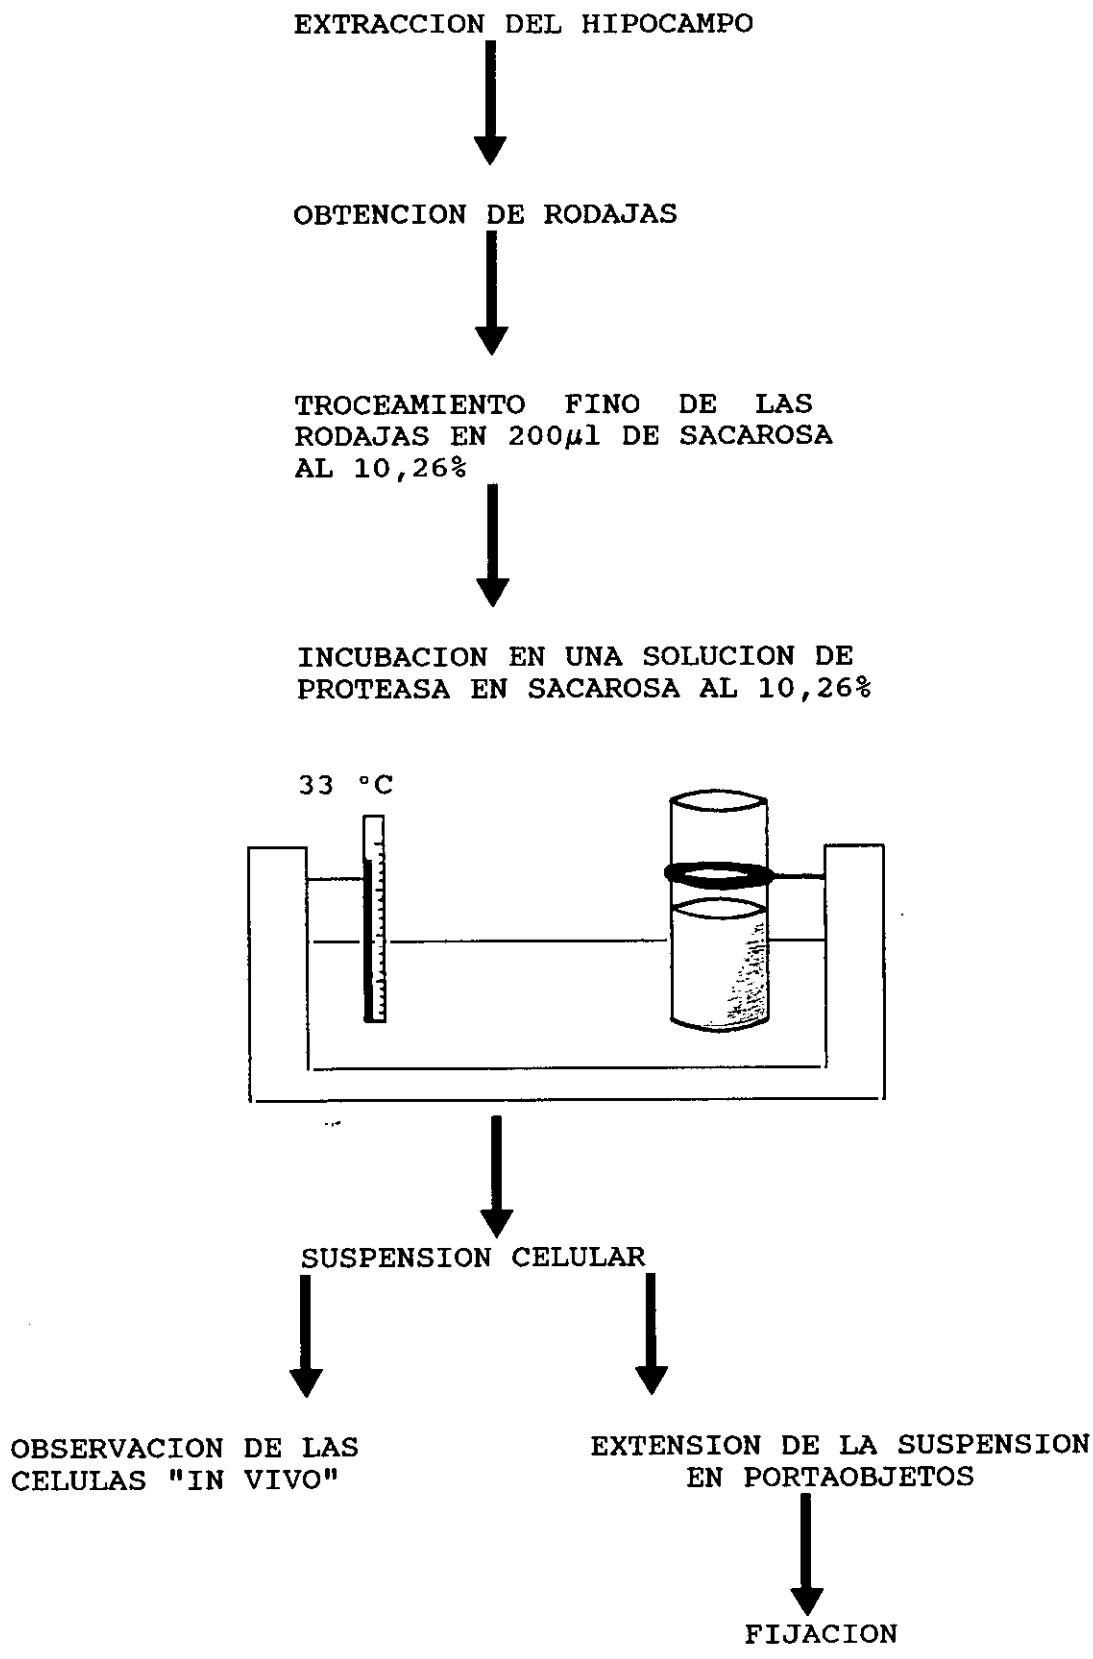 EXTRACCION DEL HIPOCAMPO
OBTENCION DE RODAJAS
TROCEAMIENTO FINO DE LAS
RODAJAS EN 200µl DE SACAROSA
AL 10,26%
INCUBACION EN UNA SOLUCION DE
PROTEASA EN SACAROSA AL 10,26%
33 °C
SUSPENSION CELULAR
OBSERVACION DE LAS
CELULAS "IN VIVO"
EXTENSION DE LA SUSPENSION
EN PORTAOBJETOS
FIJACION